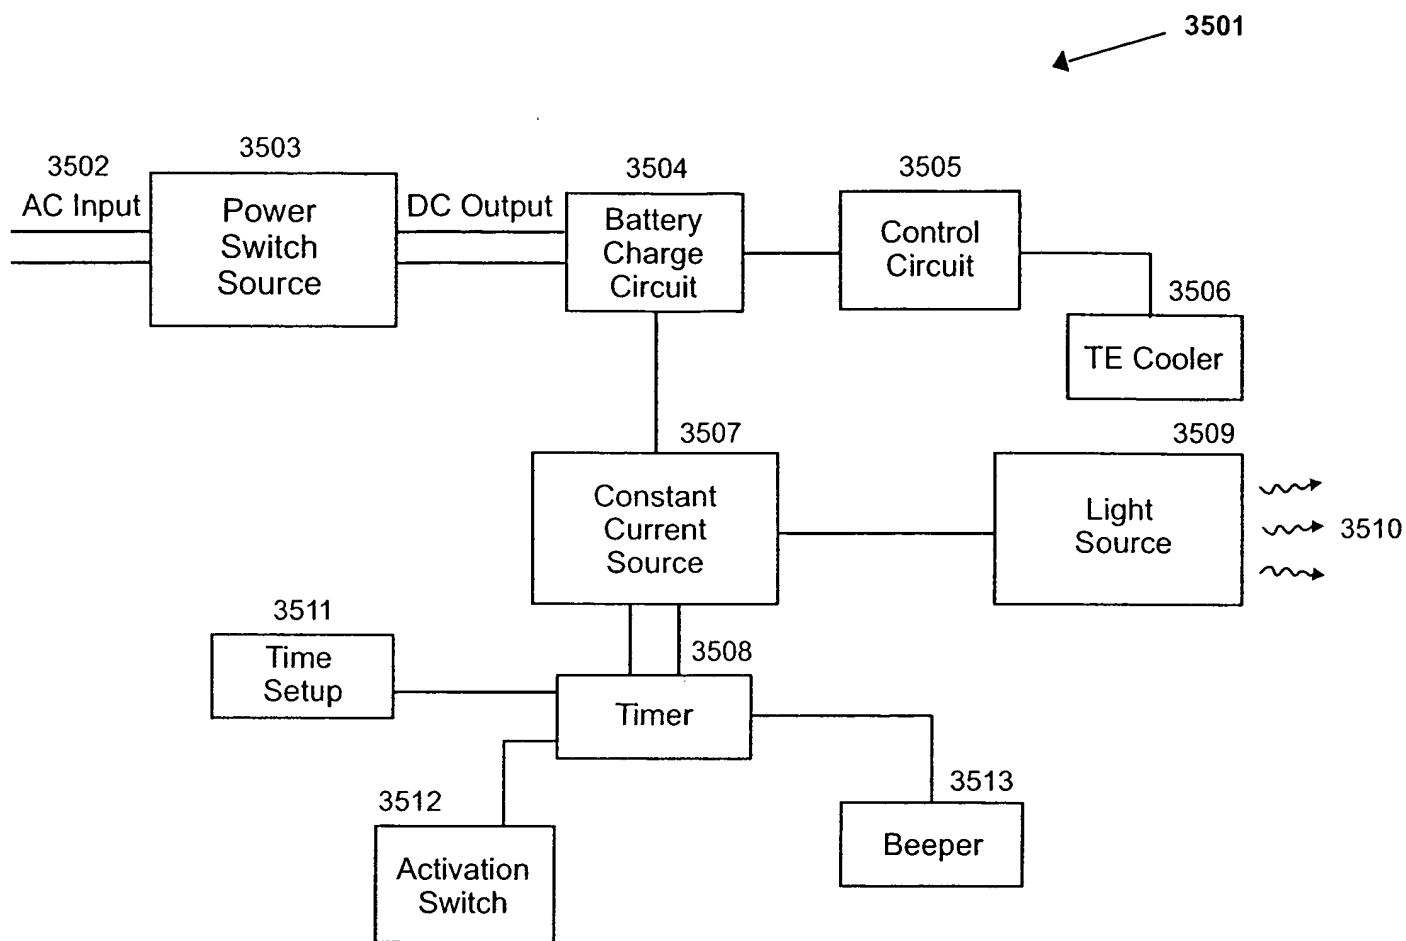 3501
3502
AC Input
3503
Power
Switch
Source
DC Output
3504
Battery
Charge
Circuit
3505
Control
Circuit
3506
TE Cooler
3507
Constant
Current
Source
3509
Light
Source
3510
3511
Time
Setup
3508
Timer
3512
Activation
Switch
3513
Beeper